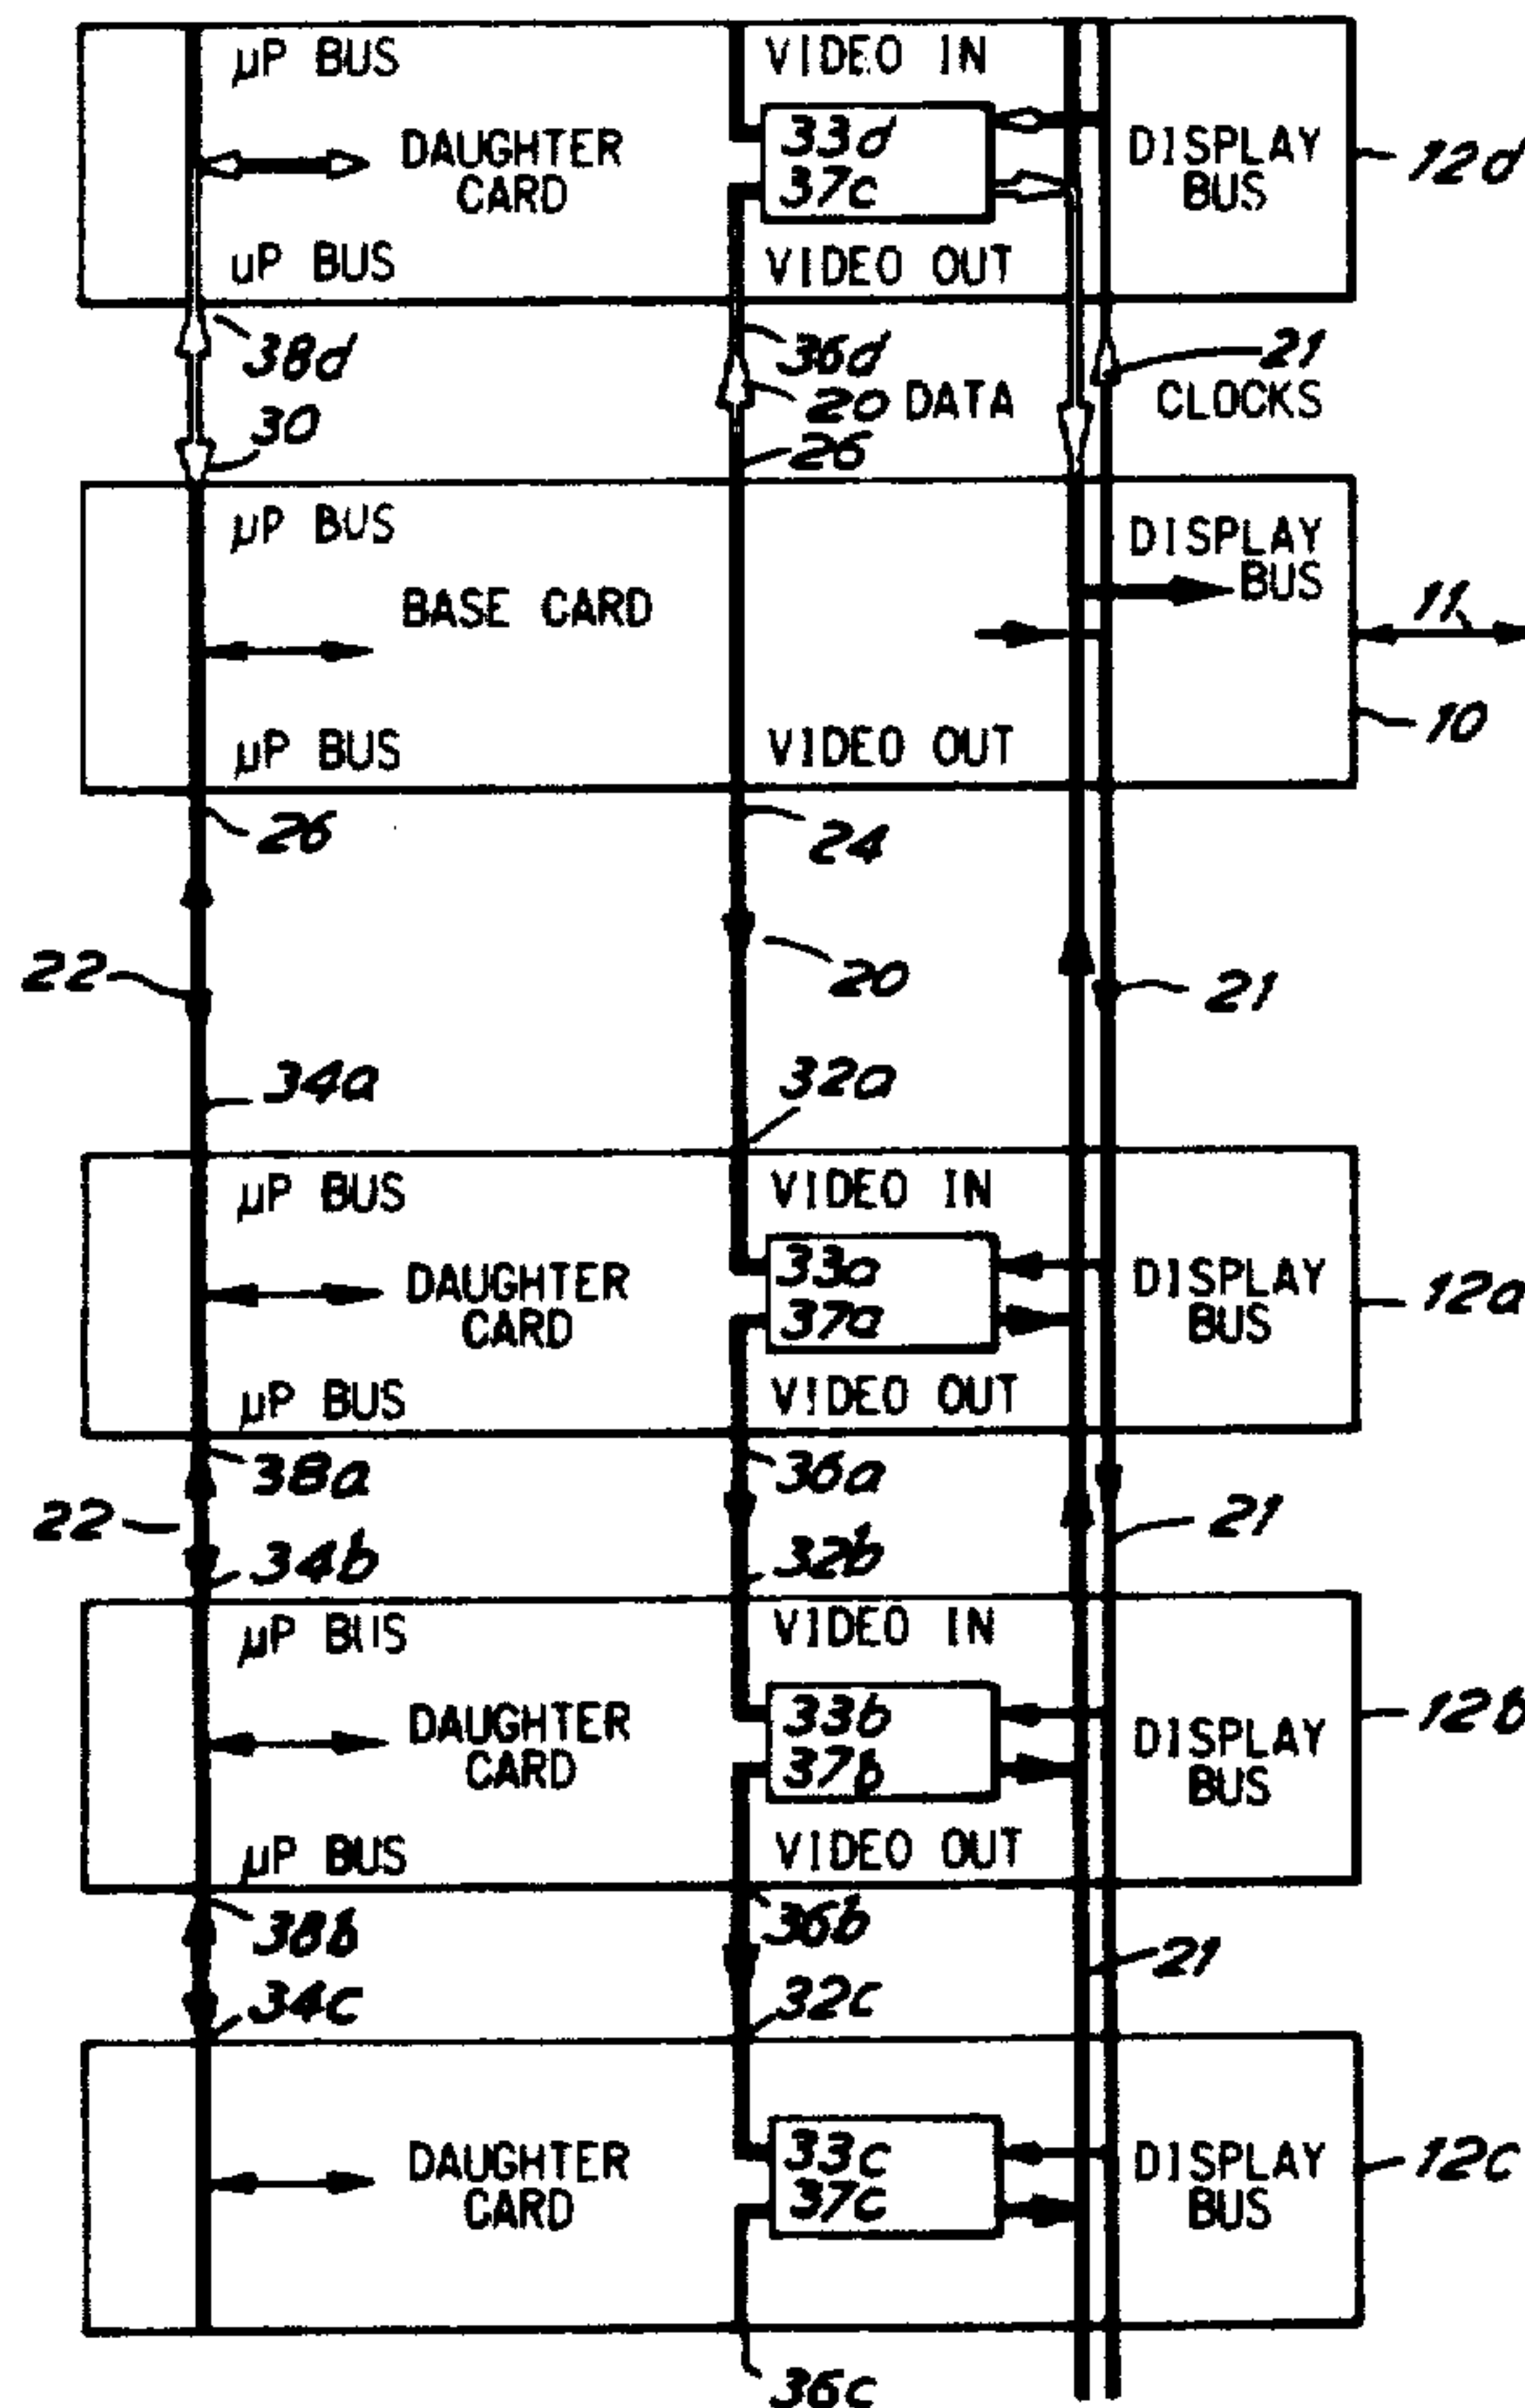 μP BUS
VIDEO IN
DAUGHTER
CARD
33d
37c
DISPLAY
BUS
12d
μP BUS
VIDEO OUT
38d
36d
21
20 DATA
CLOCKS
30
26
μP BUS
DISPLAY
BUS
BASE CARD
11
10
μP BUS
VIDEO OUT
26
24
22
20
21
34a
32a
μP BUS
VIDEO IN
DAUGHTER
CARD
33a
37a
DISPLAY
BUS
12a
μP BUS
VIDEO OUT
38a
36a
22
21
34b
32b
μP BUS
VIDEO IN
DAUGHTER
CARD
33b
37b
DISPLAY
BUS
12b
μP BUS
VIDEO OUT
38b
36b
21
34c
32c
DAUGHTER
CARD
33c
37c
DISPLAY
BUS
12c
36c